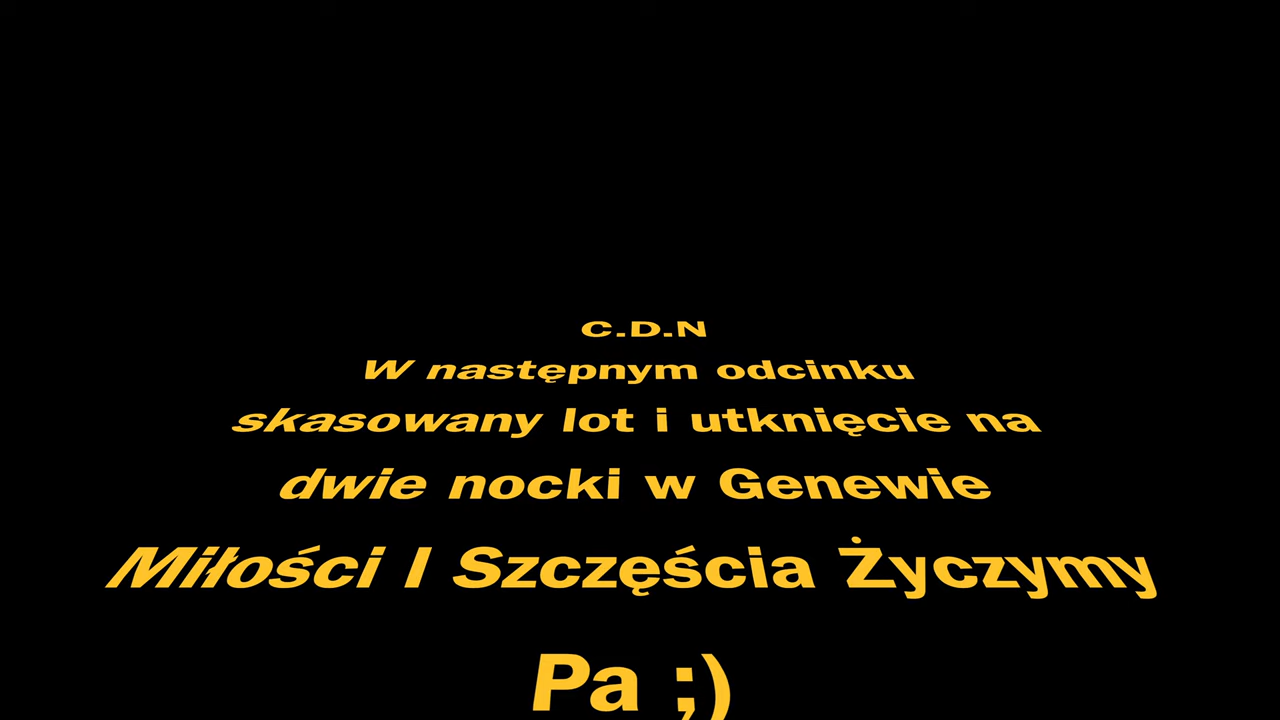 C.D.N
W następnym odcinku
skasowany lot i utknięcie na
dwie nocki w Genewie
Miłości I Szczęścia Życzymy
Pa ;)